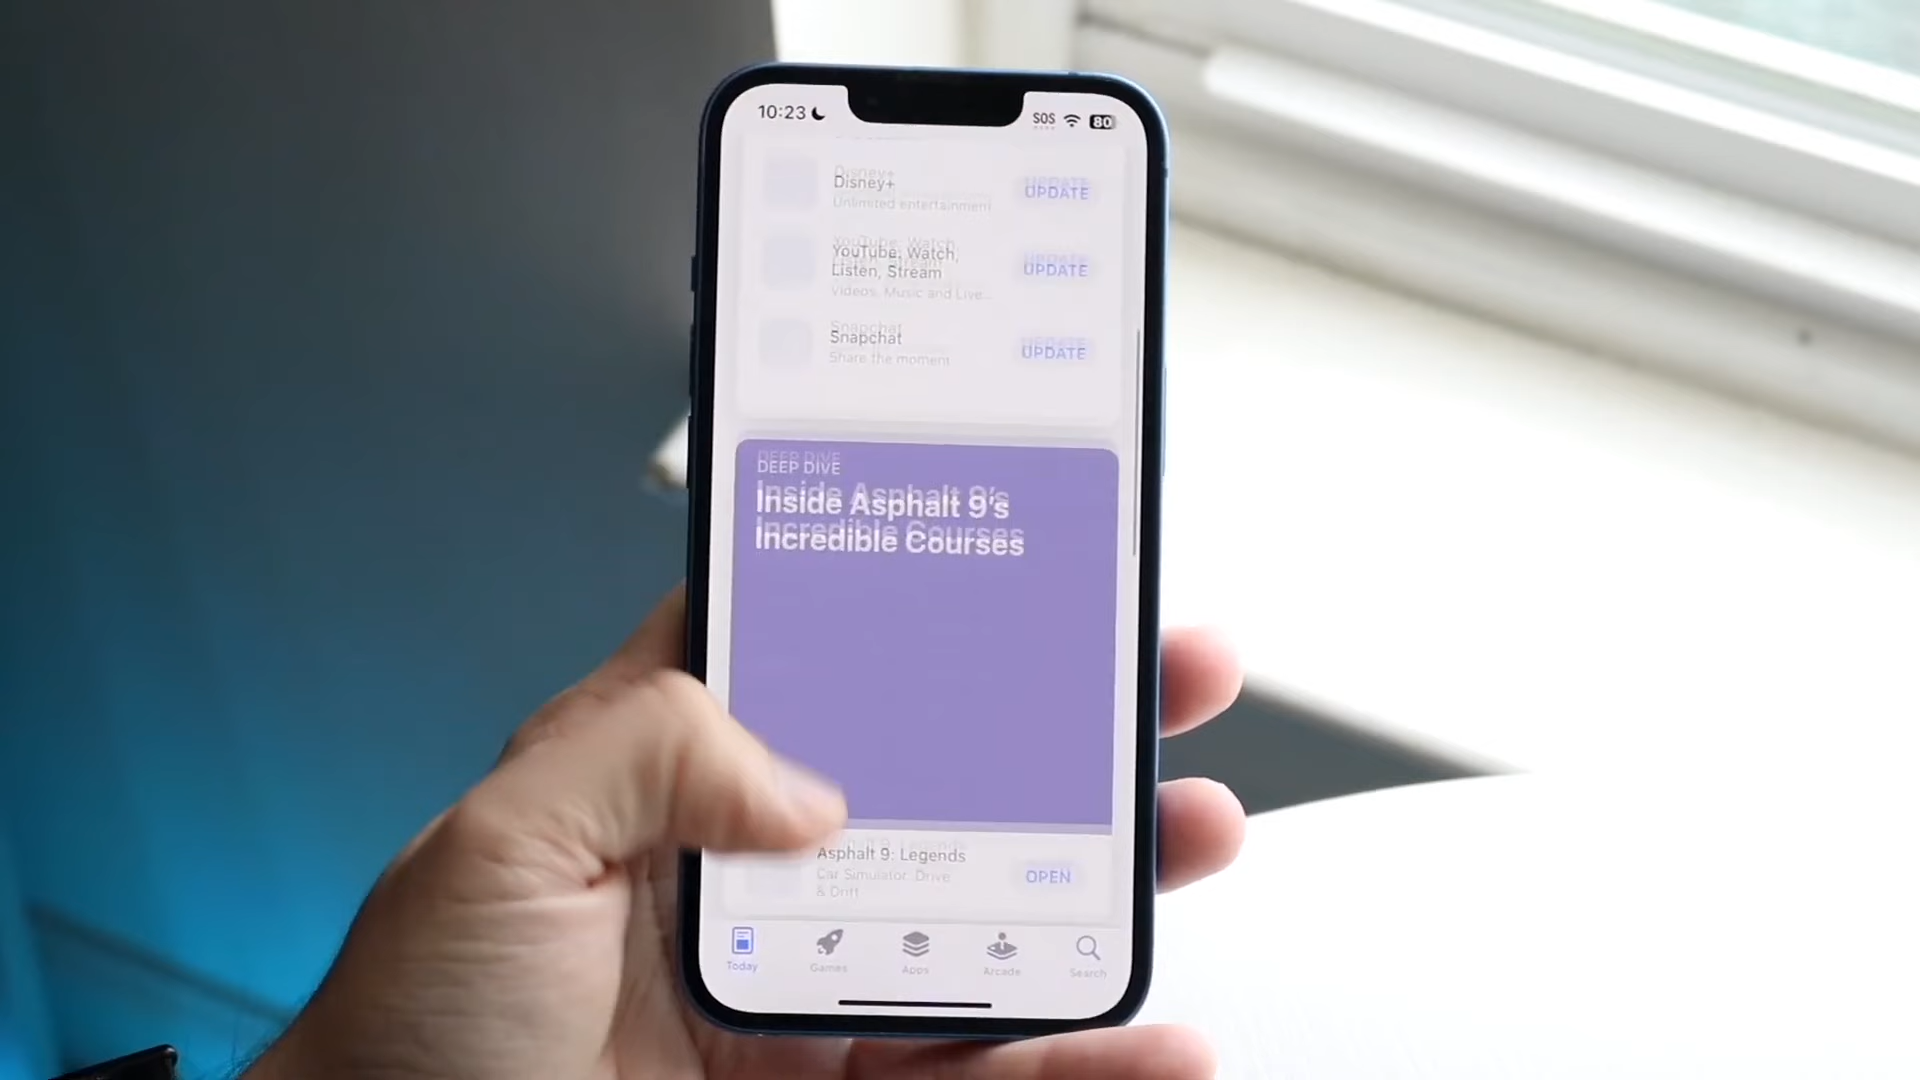 10:23
SOS
80
Disney+
Unlimited entertainment
UPDATE
YouTube: Watch,
Listen, Stream
Videos, Music and Live...
UPDATE
Snapchat
Share the moment
UPDATE
DEEP DIVE
Inside Asphalt 9's
Incredible Courses
Asphalt 9: Legends
Car Simulator: Drive
& Drift
OPEN
Today
Games
Apps
Arcade
Search